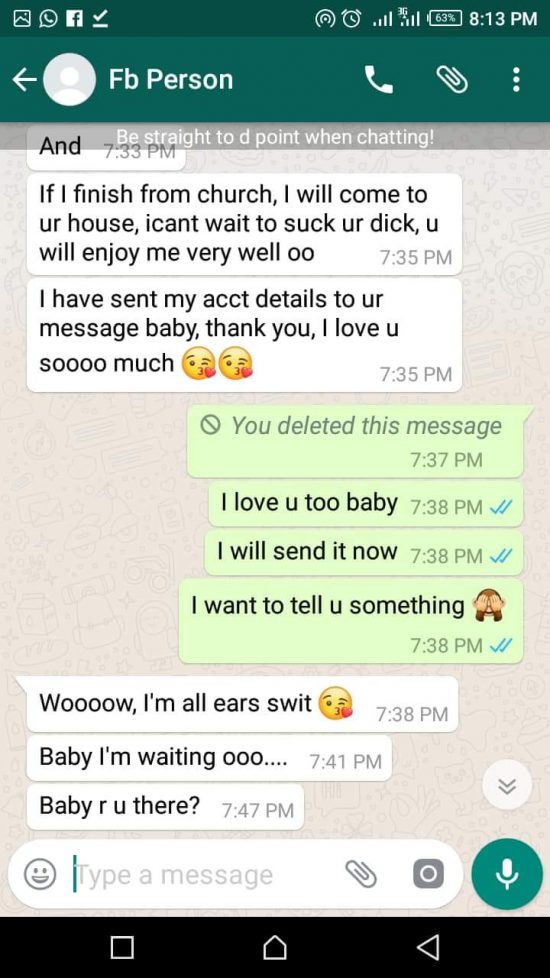 3G
63% 8:13 PM
Fb Person
Be straight to d point when chatting!
And 7:33 PM
If I finish from church, I will come to
ur house, icant wait to suck ur dick, u
will enjoy me very well oo 7:35 PM
I have sent my acct details to ur
message baby, thank you, I love u
soooo much 😘😘
7:35 PM
You deleted this message
7:37 PM
I love u too baby 7:38 PM
I will send it now 7:38 PM
I want to tell u something 🙈
7:38 PM
Woooow, I'm all ears swit 😘 7:38 PM
Baby I'm waiting ooo.... 7:41 PM
Baby r u there? 7:47 PM
Type a message